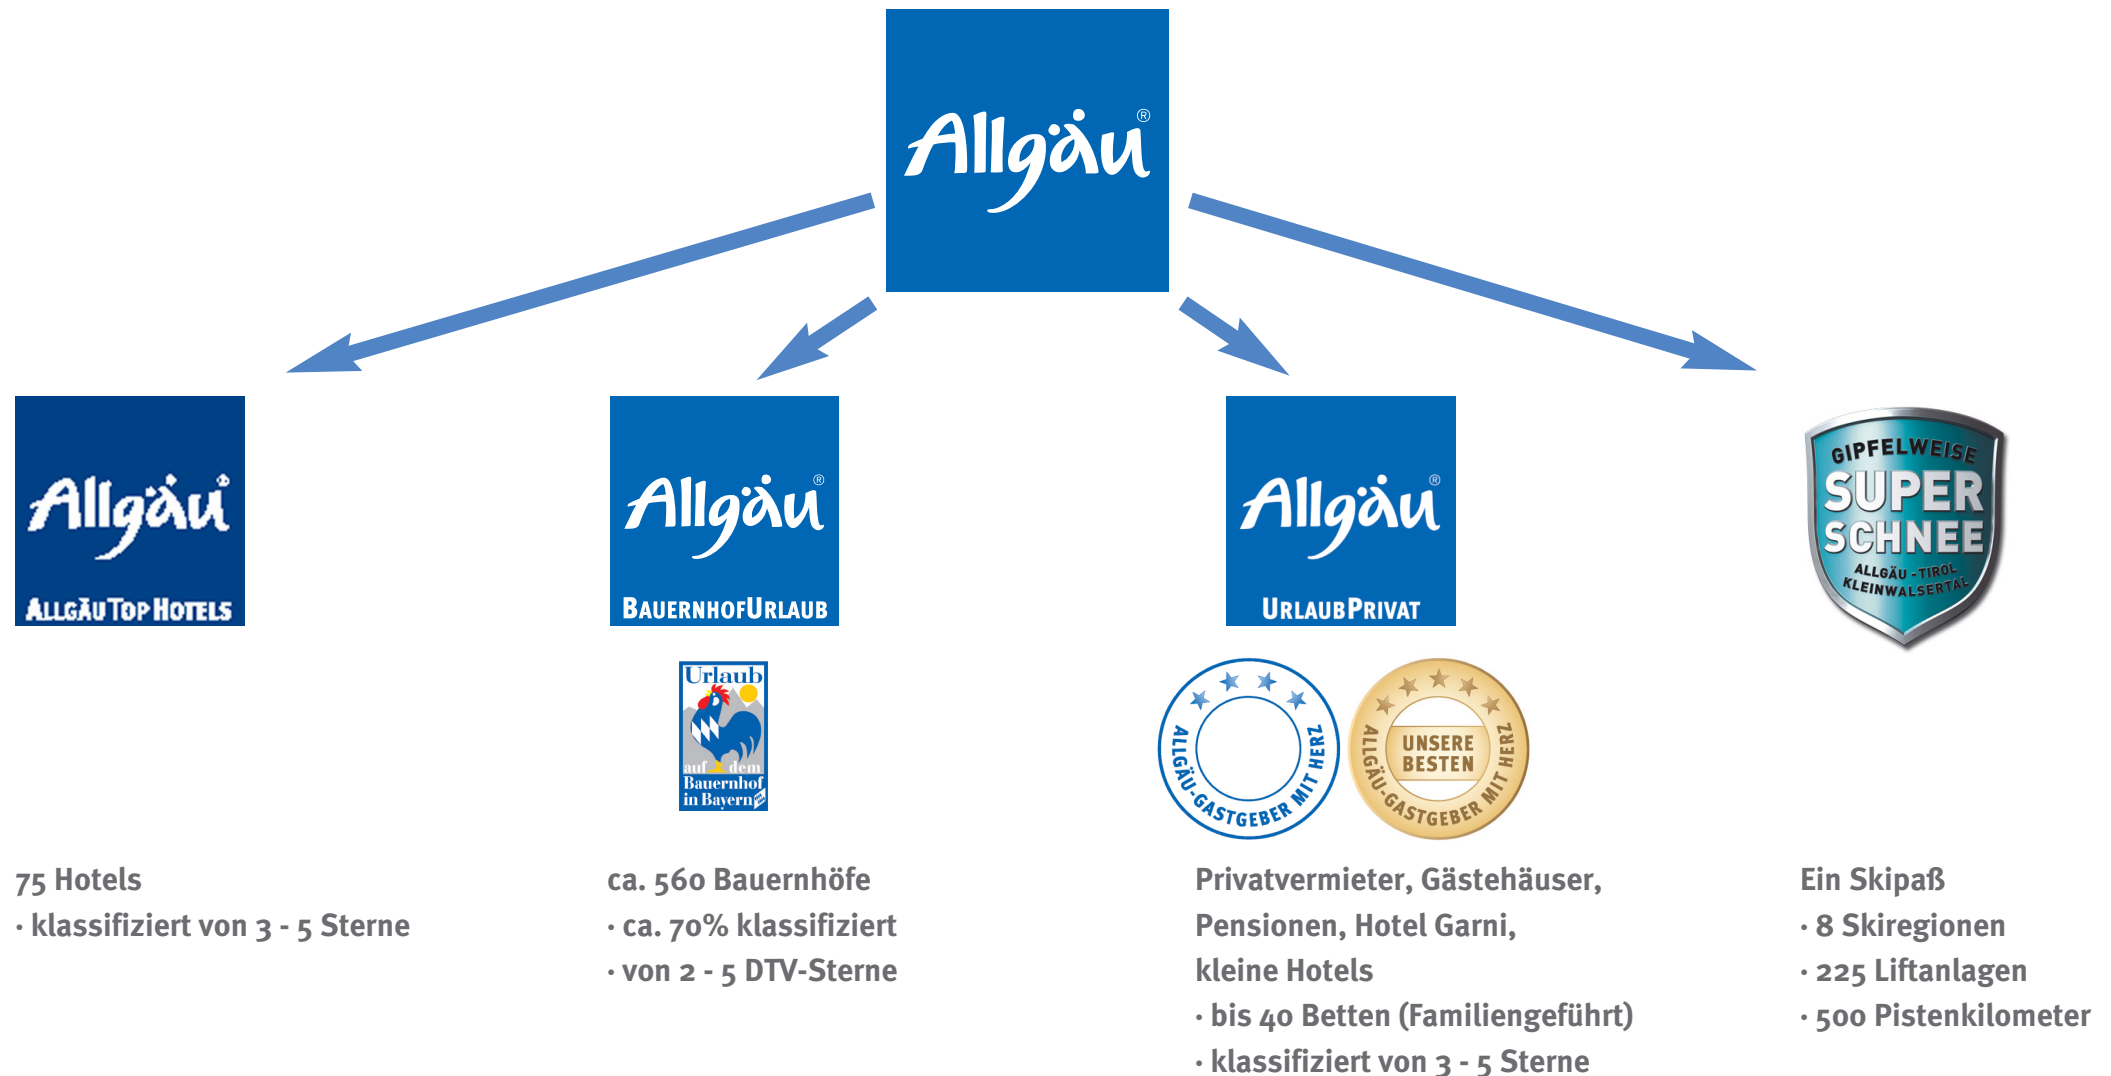 Allgäu®
Allgäu®
ALLGÄU TOP HOTELS
Allgäu®
BAUERNHOFURLAUB
Allgäu®
URLAUBPRIVAT
GIPFELWEISE
SUPER
SCHNEE
ALLGÄU - TIROL
KLEINWALSERTAL
Urlaub
auf dem
Bauernhof
in Bayern
ALLGÄU-GASTGEBER MIT HERZ
UNSERE
BESTEN
ALLGÄU-GASTGEBER MIT HERZ
75 Hotels
· klassifiziert von 3 - 5 Sterne
ca. 560 Bauernhöfe
· ca. 70% klassifiziert
· von 2 - 5 DTV-Sterne
Privatvermieter, Gästehäuser,
Pensionen, Hotel Garni,
kleine Hotels
· bis 40 Betten (Familiengeführt)
· klassifiziert von 3 - 5 Sterne
Ein Skipaß
· 8 Skiregionen
· 225 Liftanlagen
· 500 Pistenkilometer